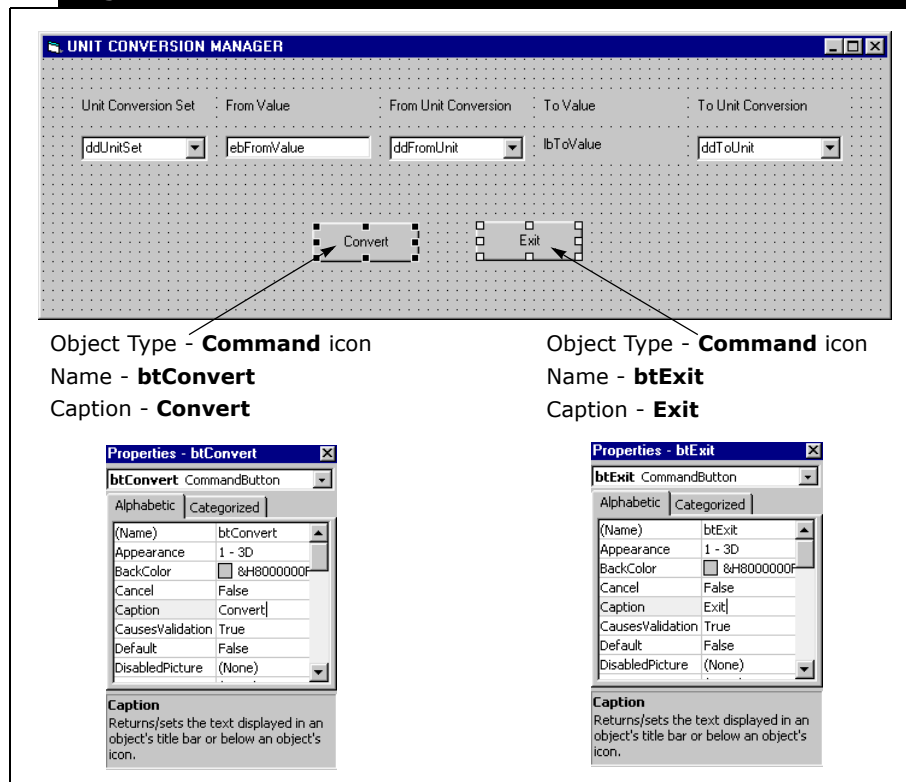 UNIT CONVERSION MANAGER
Unit Conversion Set From Value From Unit Conversion To Value To Unit Conversion
ddUnitSet ebFromValue ddFromUnit lbToValue ddToUnit
Convert Exit
Object Type - Command icon
Name - btConvert
Caption - Convert
Object Type - Command icon
Name - btExit
Caption - Exit
Properties - btConvert
btConvert CommandButton
Alphabetic Categorized
(Name) btConvert
Appearance 1 - 3D
BackColor &H8000000F
Cancel False
Caption Convert
CausesValidation True
Default False
DisabledPicture (None)
Caption
Returns/sets the text displayed in an
object's title bar or below an object's
icon.
Properties - btExit
btExit CommandButton
Alphabetic Categorized
(Name) btExit
Appearance 1 - 3D
BackColor &H8000000F
Cancel False
Caption Exit
CausesValidation True
Default False
DisabledPicture (None)
Caption
Returns/sets the text displayed in an
object's title bar or below an object's
icon.